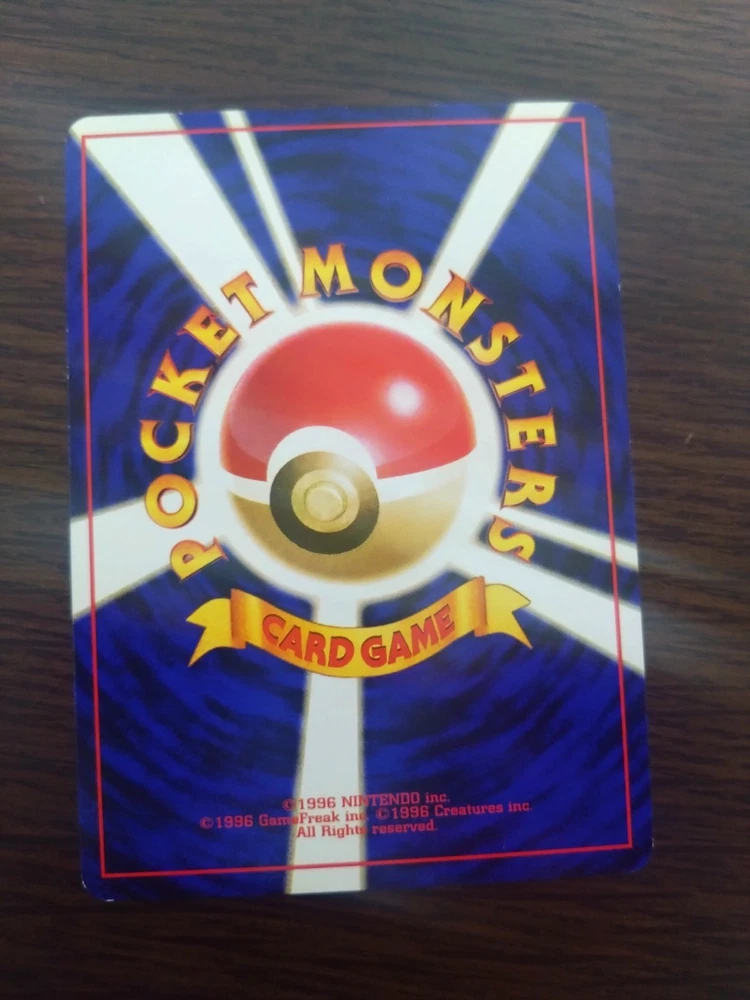 POCKET MONSTERS
CARD GAME
©1996 NINTENDO inc.
©1996 GameFreak inc. ©1996 Creatures inc.
All Rights reserved.